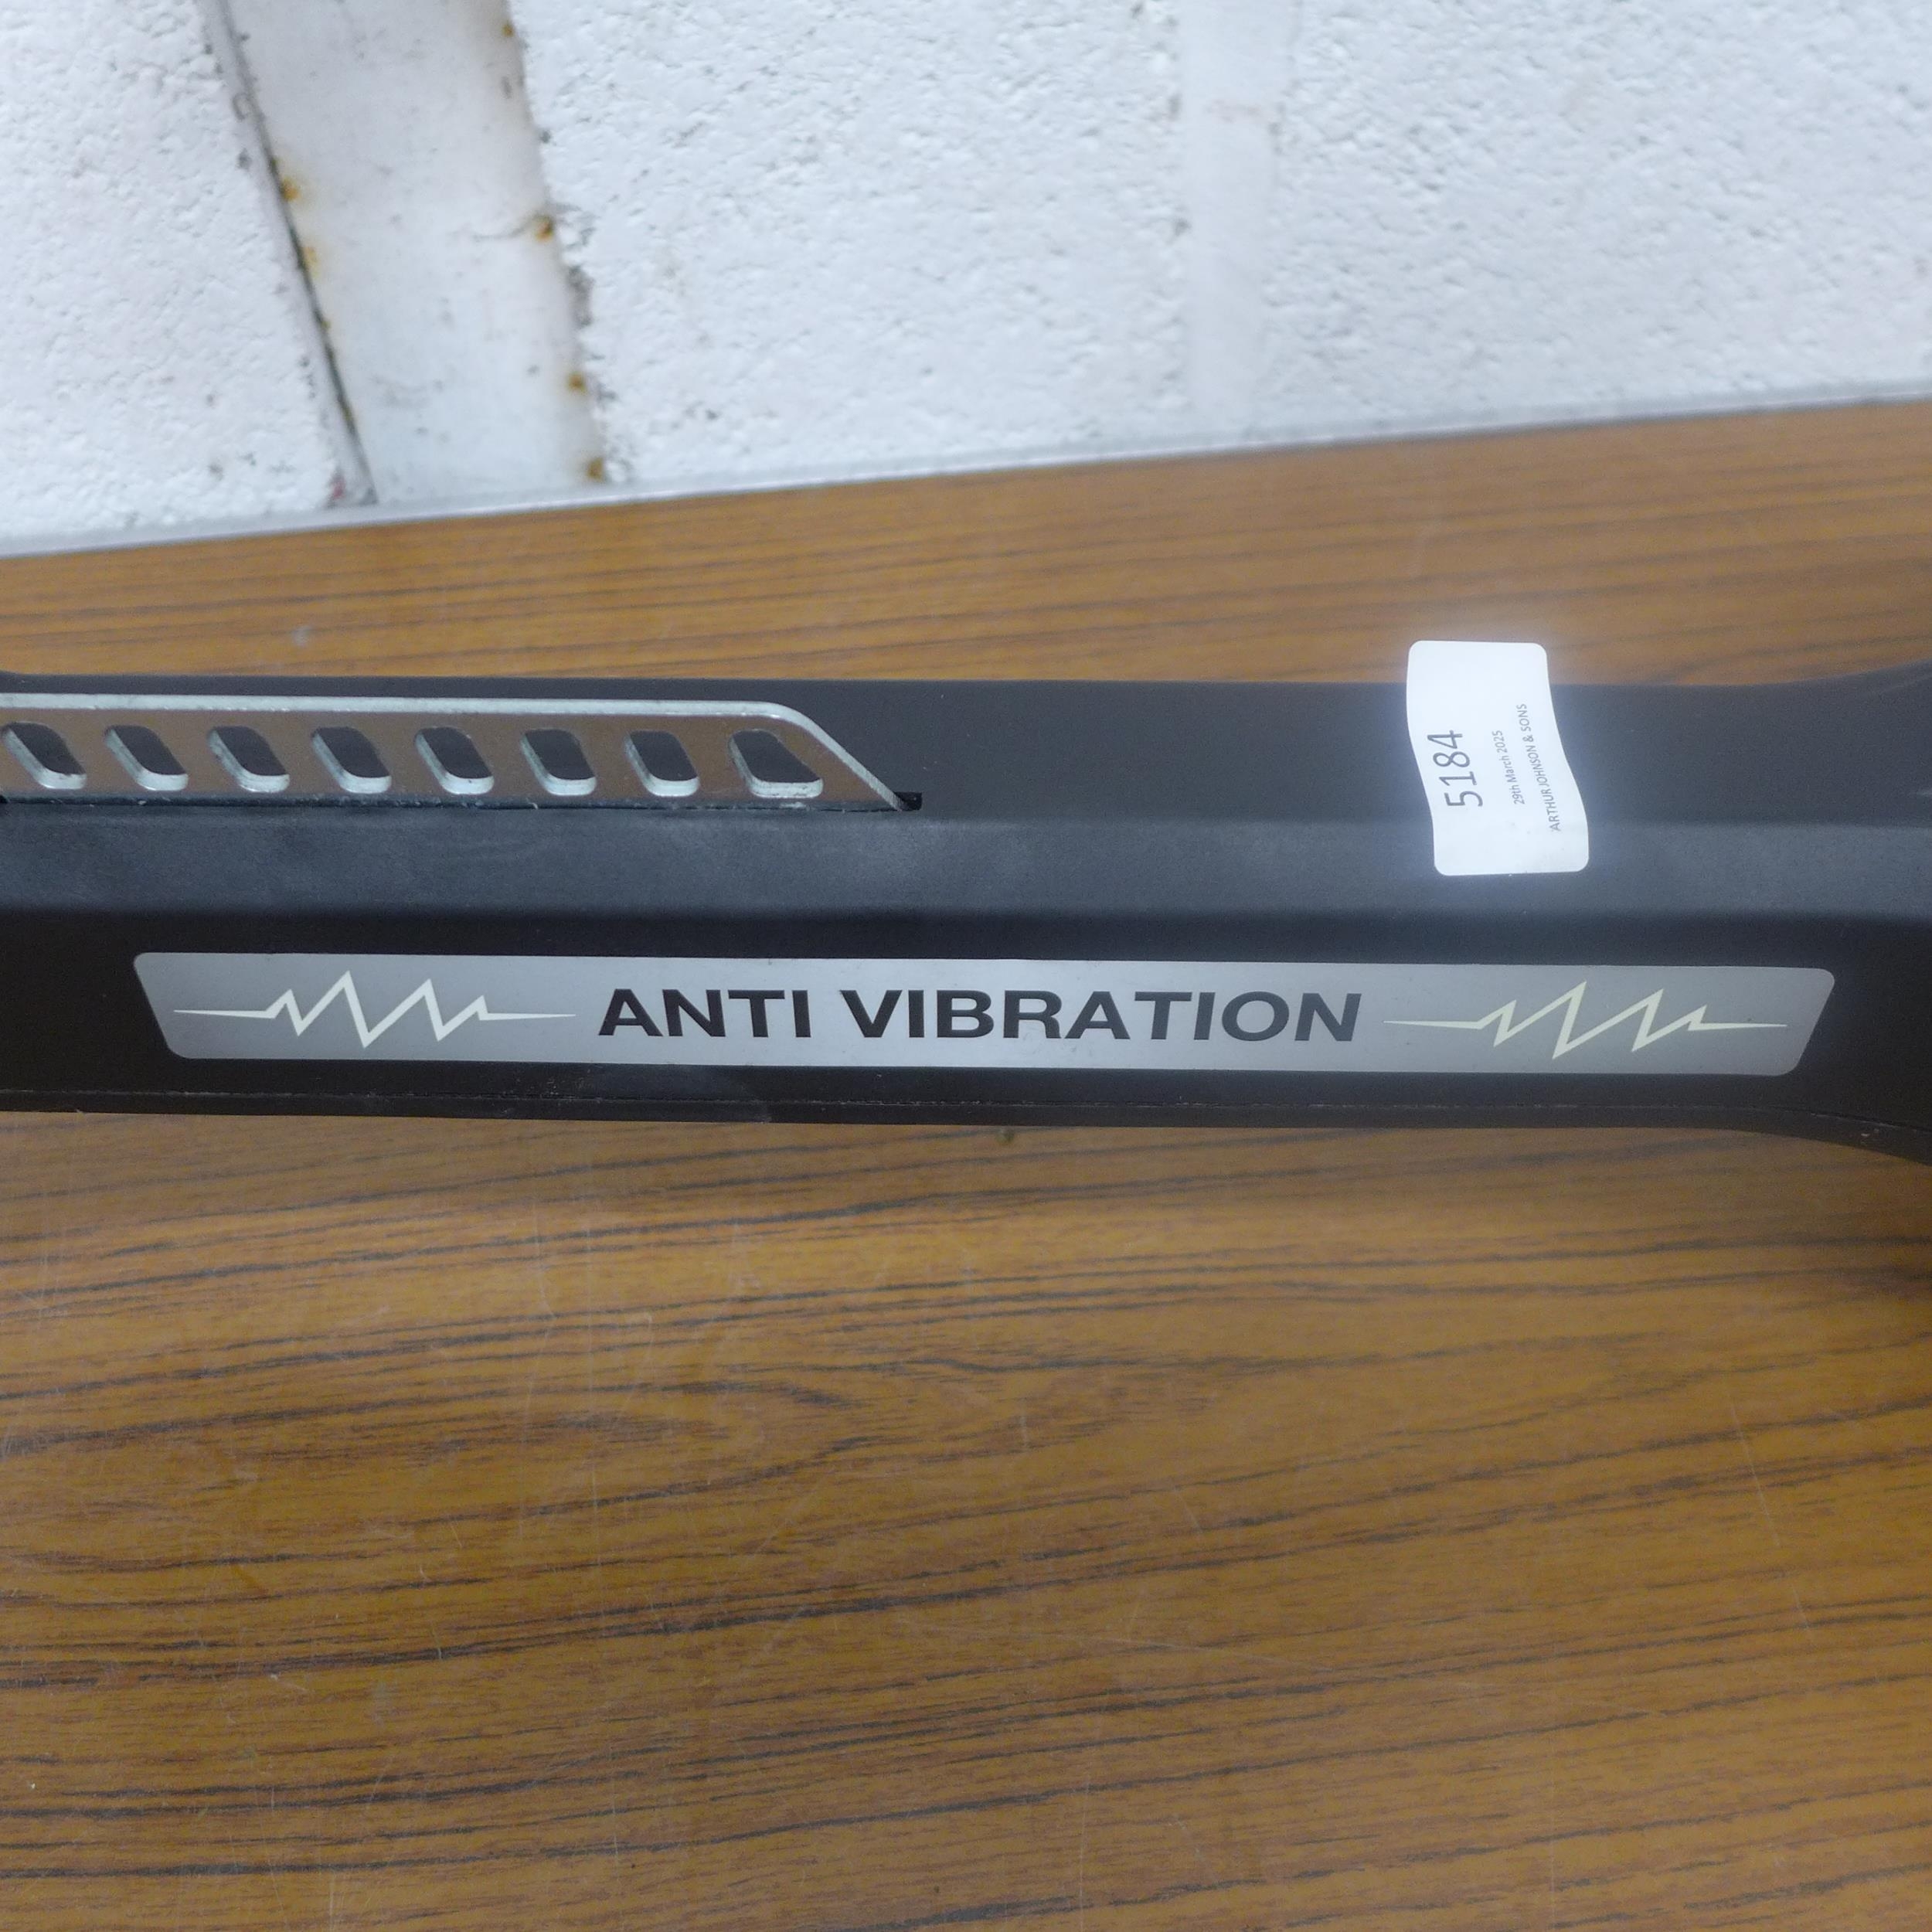 5184
29th March 2025
ARTHUR JOHNSON & SONS
ANTI VIBRATION